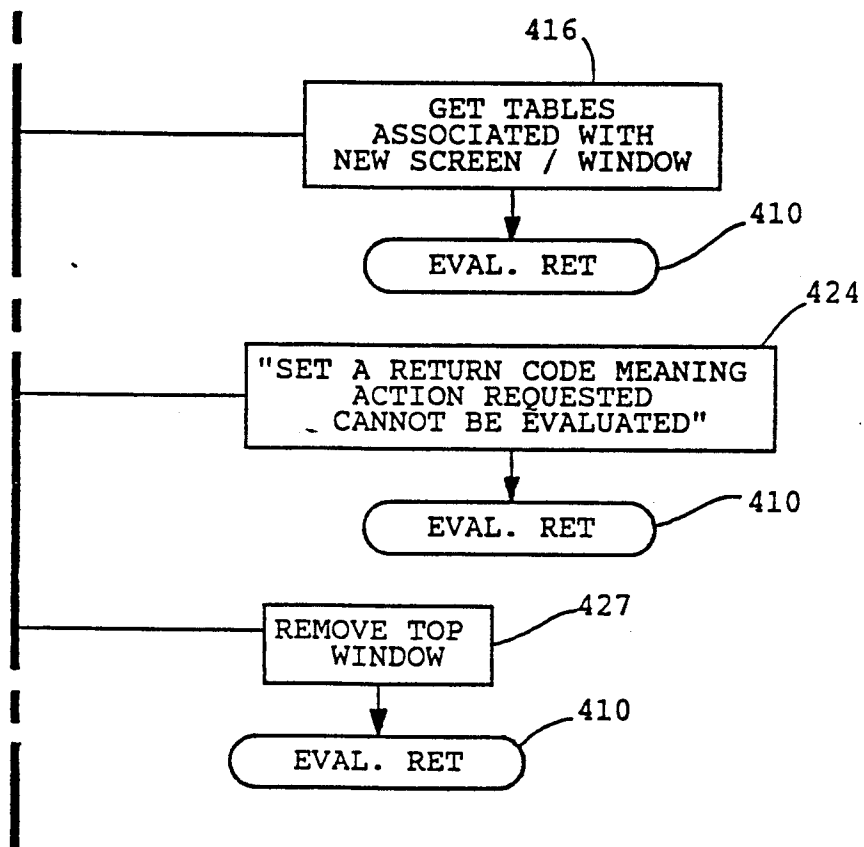 416
GET TABLES
ASSOCIATED WITH
NEW SCREEN / WINDOW
410
EVAL. RET
424
"SET A RETURN CODE MEANING
ACTION REQUESTED
CANNOT BE EVALUATED"
410
EVAL. RET
427
REMOVE TOP
WINDOW
410
EVAL. RET